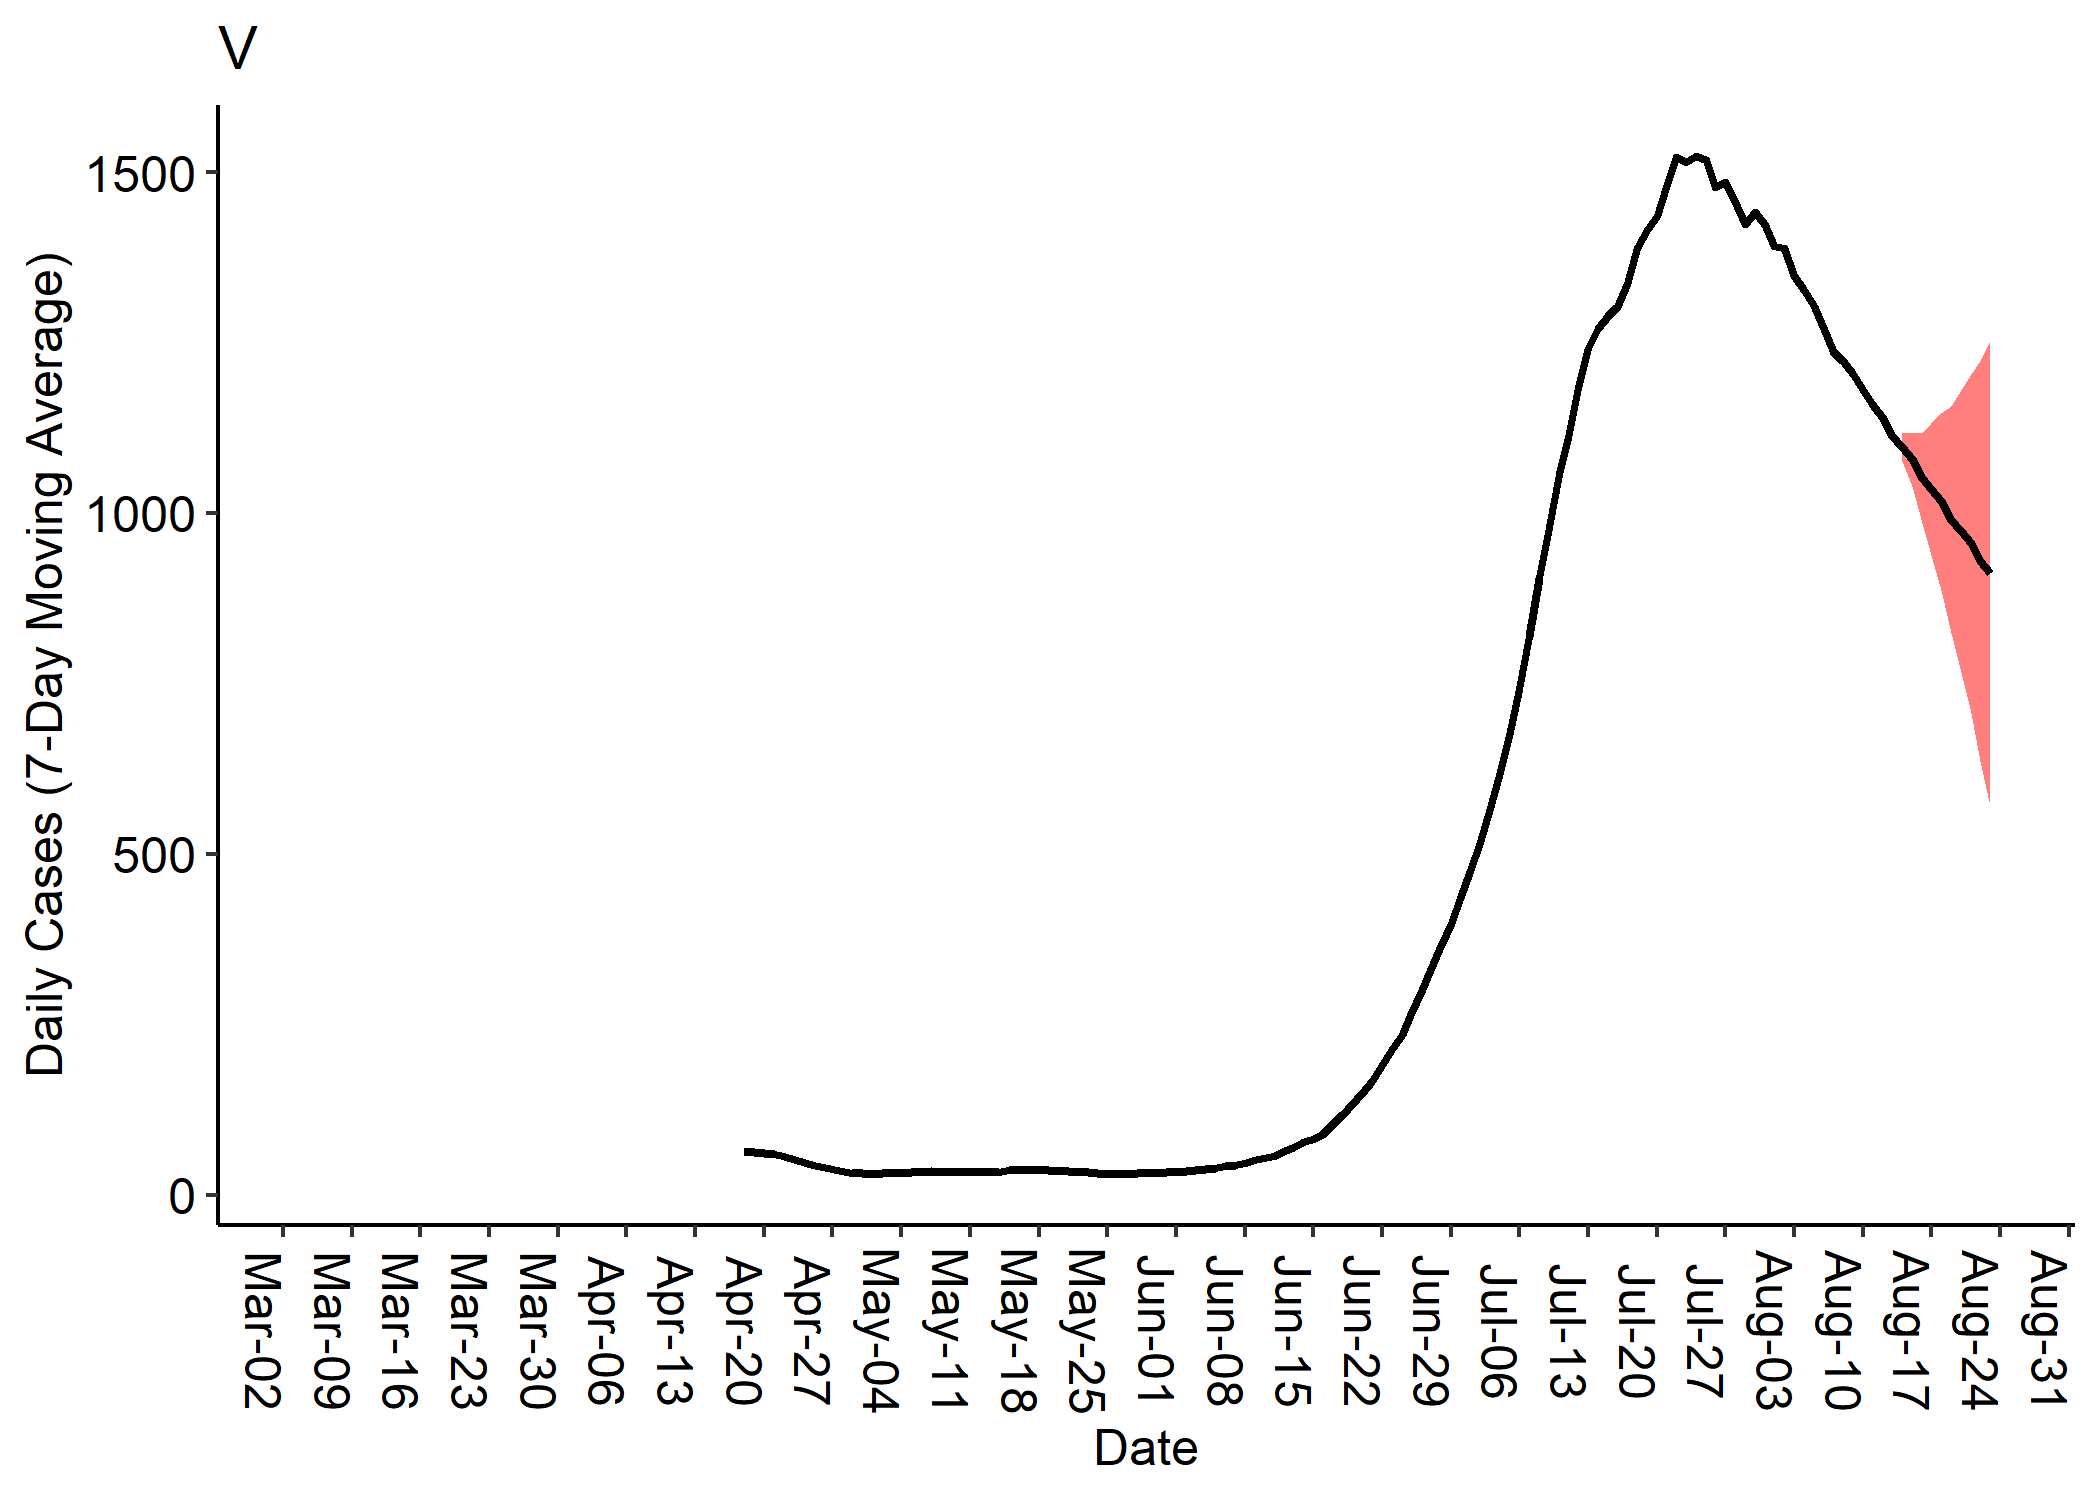 V
Daily Cases (7-Day Moving Average)
1500
1000
500
0
Mar-02
Mar-09
Mar-16
Mar-23
Mar-30
Apr-06
Apr-13
Apr-20
Apr-27
May-04
May-11
May-18
May-25
Jun-01
Jun-08
Jun-15
Jun-22
Jun-29
Jul-06
Jul-13
Jul-20
Jul-27
Aug-03
Aug-10
Aug-17
Aug-24
Aug-31
Date